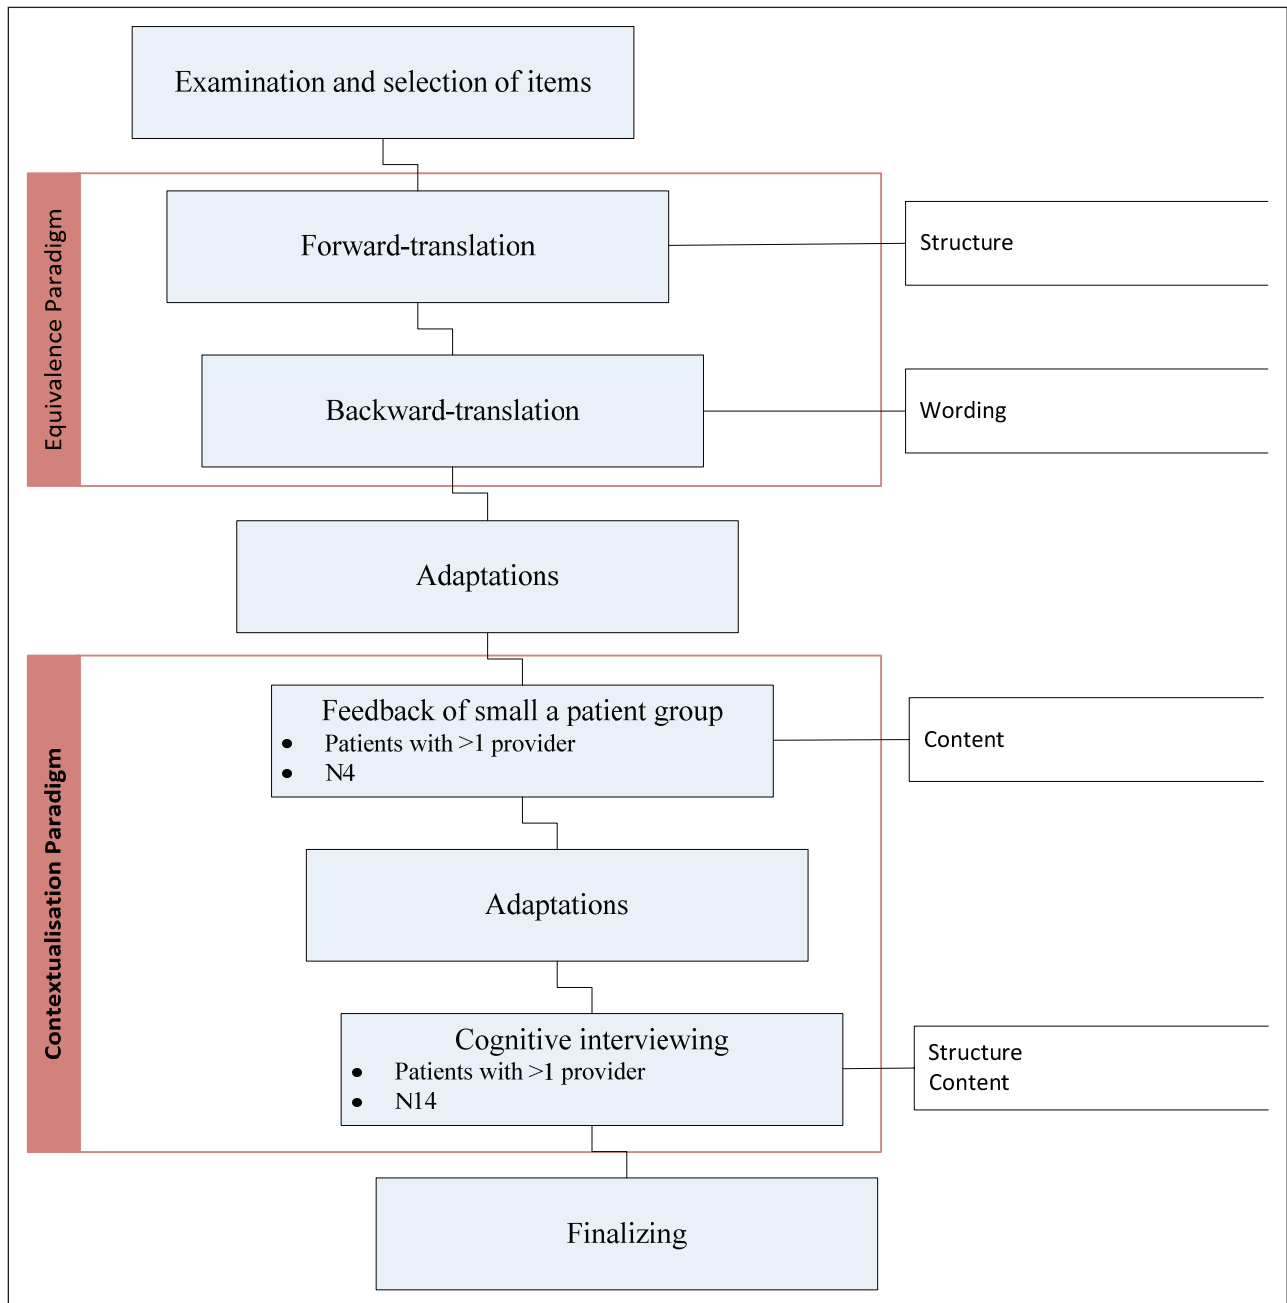 Examination and selection of items
Equivalence Paradigm
Forward-translation
Structure
Backward-translation
Wording
Adaptations
Contextualisation Paradigm
Feedback of small a patient group
• Patients with >1 provider
• N4
Content
Adaptations
Cognitive interviewing
• Patients with >1 provider
• N14
Structure
Content
Finalizing